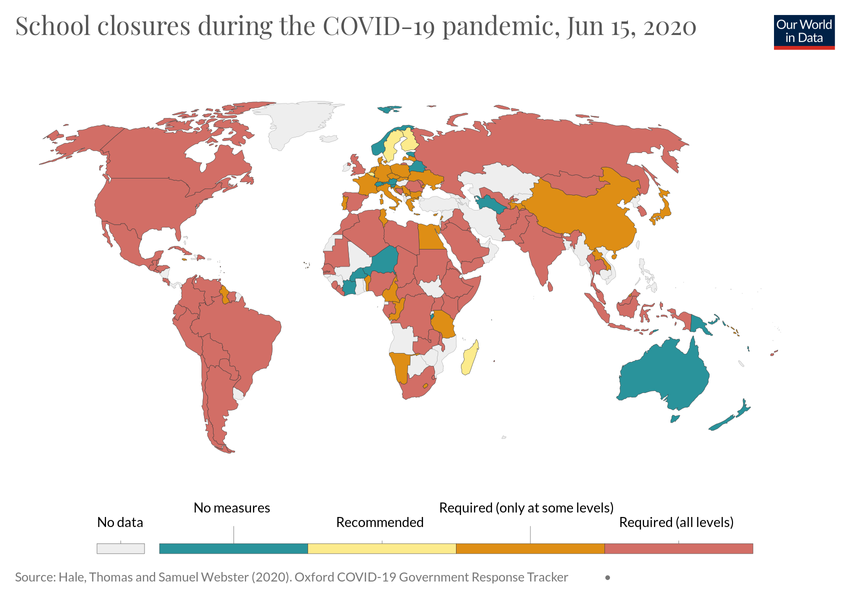 School closures during the COVID-19 pandemic, Jun 15, 2020
Our World
in Data
No data
No measures
Recommended
Required (only at some levels)
Required (all levels)
Source: Hale, Thomas and Samuel Webster (2020). Oxford COVID-19 Government Response Tracker •